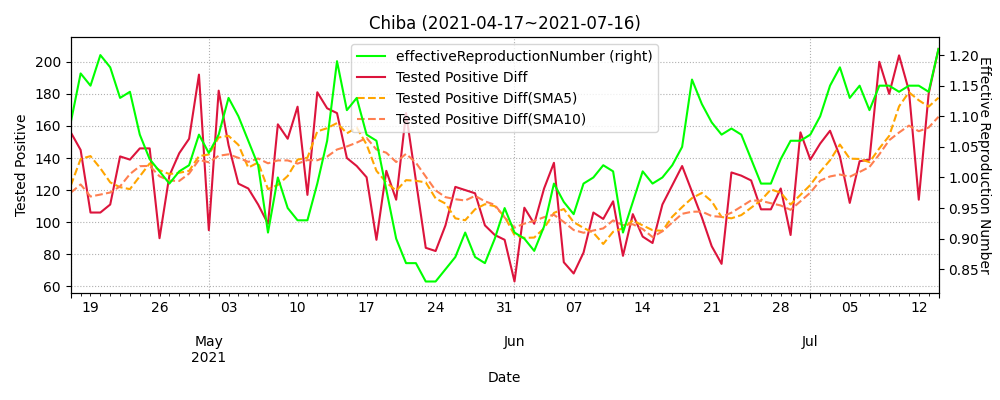 Chiba (2021-04-17~2021-07-16)
effectiveReproductionNumber (right)
Tested Positive Diff
Tested Positive Diff(SMA5)
Tested Positive Diff(SMA10)
Tested Positive
200
180
160
140
120
100
80
60
Effective Reproduction Number
1.20
1.15
1.10
1.05
1.00
0.95
0.90
0.85
19 26 03 10 17 24 31 07 14 21 28 05 12
May Jun Jul
2021
Date